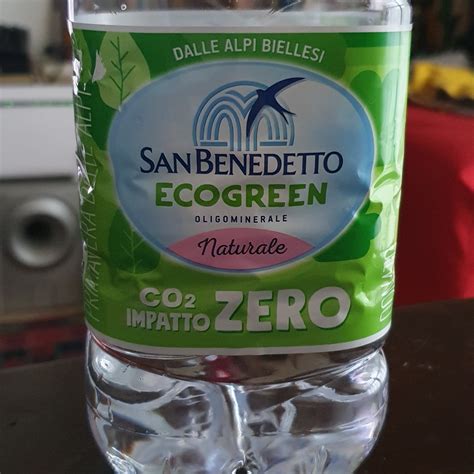 DALLE ALPI BIELLESI
SAN BENEDETTO
ECOGREEN
OLIGOMINERALE
Naturale
CO2
IMPATTO ZERO